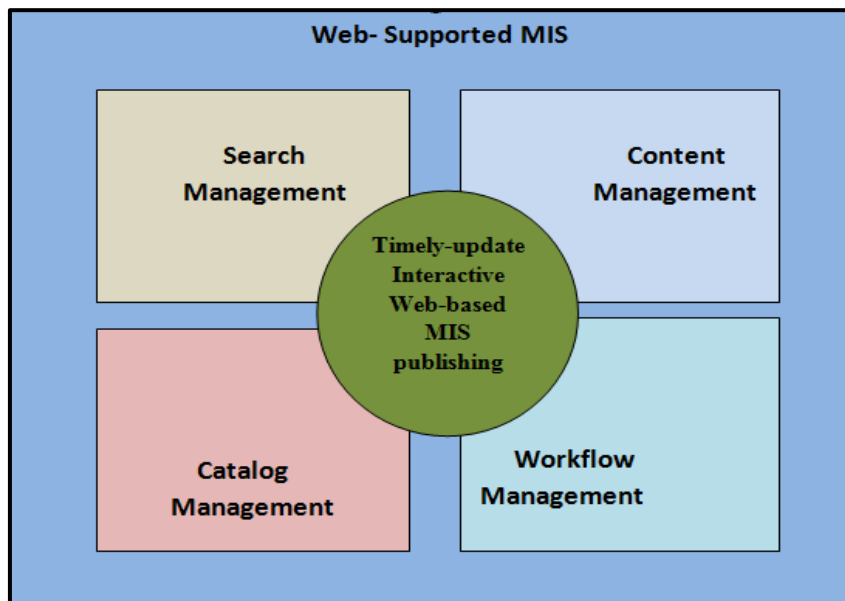 Web- Supported MIS
Search
Management
Content
Management
Timely-update
Interactive
Web-based
MIS
publishing
Catalog
Management
Workflow
Management